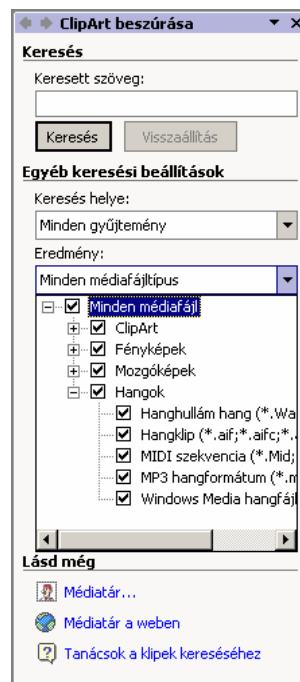 ClipArt beszúrása
Keresés
Keresett szöveg:
Keresés Visszaállítás
Egyéb keresési beállítások
Keresés helye:
Minden gyűjtemény
Eredmény:
Minden médiafájltípus
Minden médiafájl
ClipArt
Fényképek
Mozgóképek
Hangok
Hanghullám hang (*.Wa
Hangklip (*.aif;*.aifc;*.
MIDI szekvencia (*.Mid;
MP3 hangformátum (*.m
Windows Media hangfájl
Lásd még
Médiatár...
Médiatár a weben
Tanácsok a klipek kereséséhez